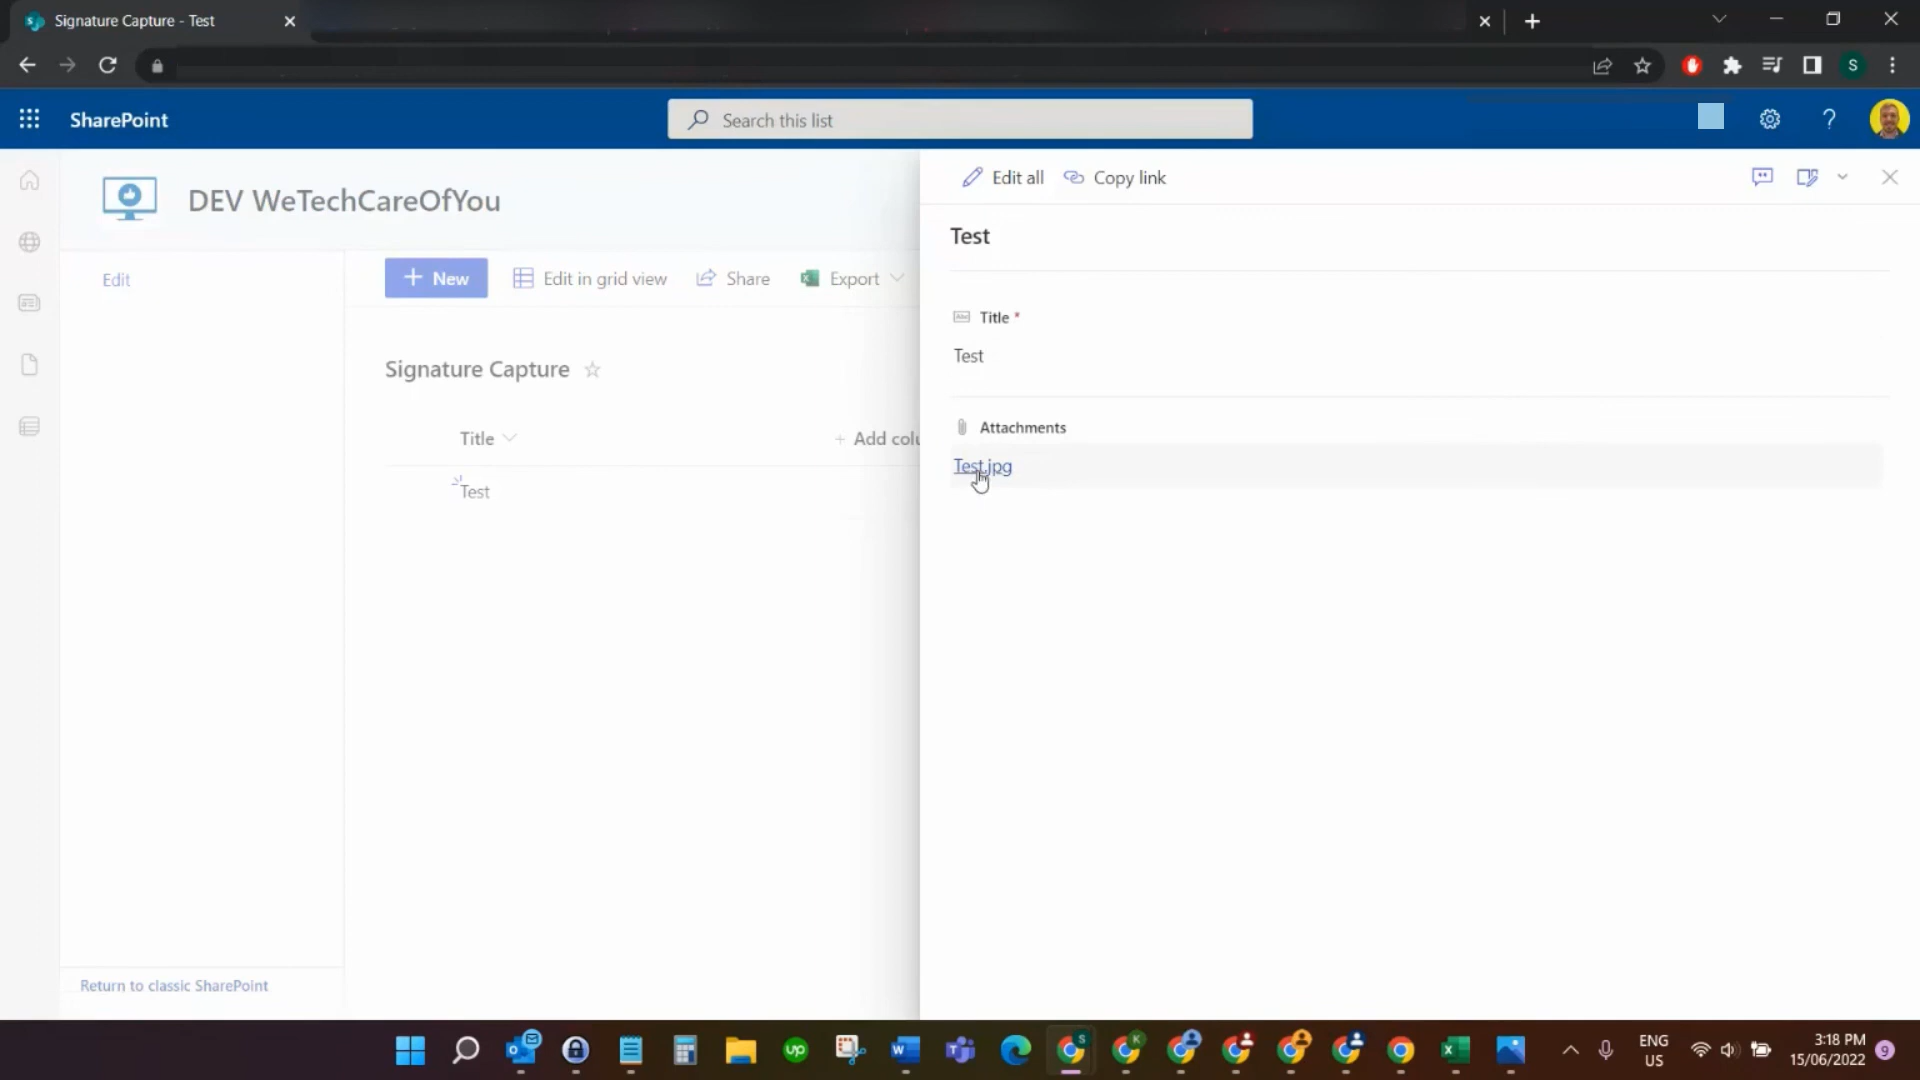 Signature Capture - Test
S
SharePoint
Search this list
DEV WeTechCareOfYou
Edit all
Copy link
Test
Edit
New
Edit in grid view
Share
Export
Title *
Test
Signature Capture
Attachments
Title
Add colu
Test.jpg
Test
Return to classic SharePoint
ENG
US
3:18 PM
15/06/2022
9